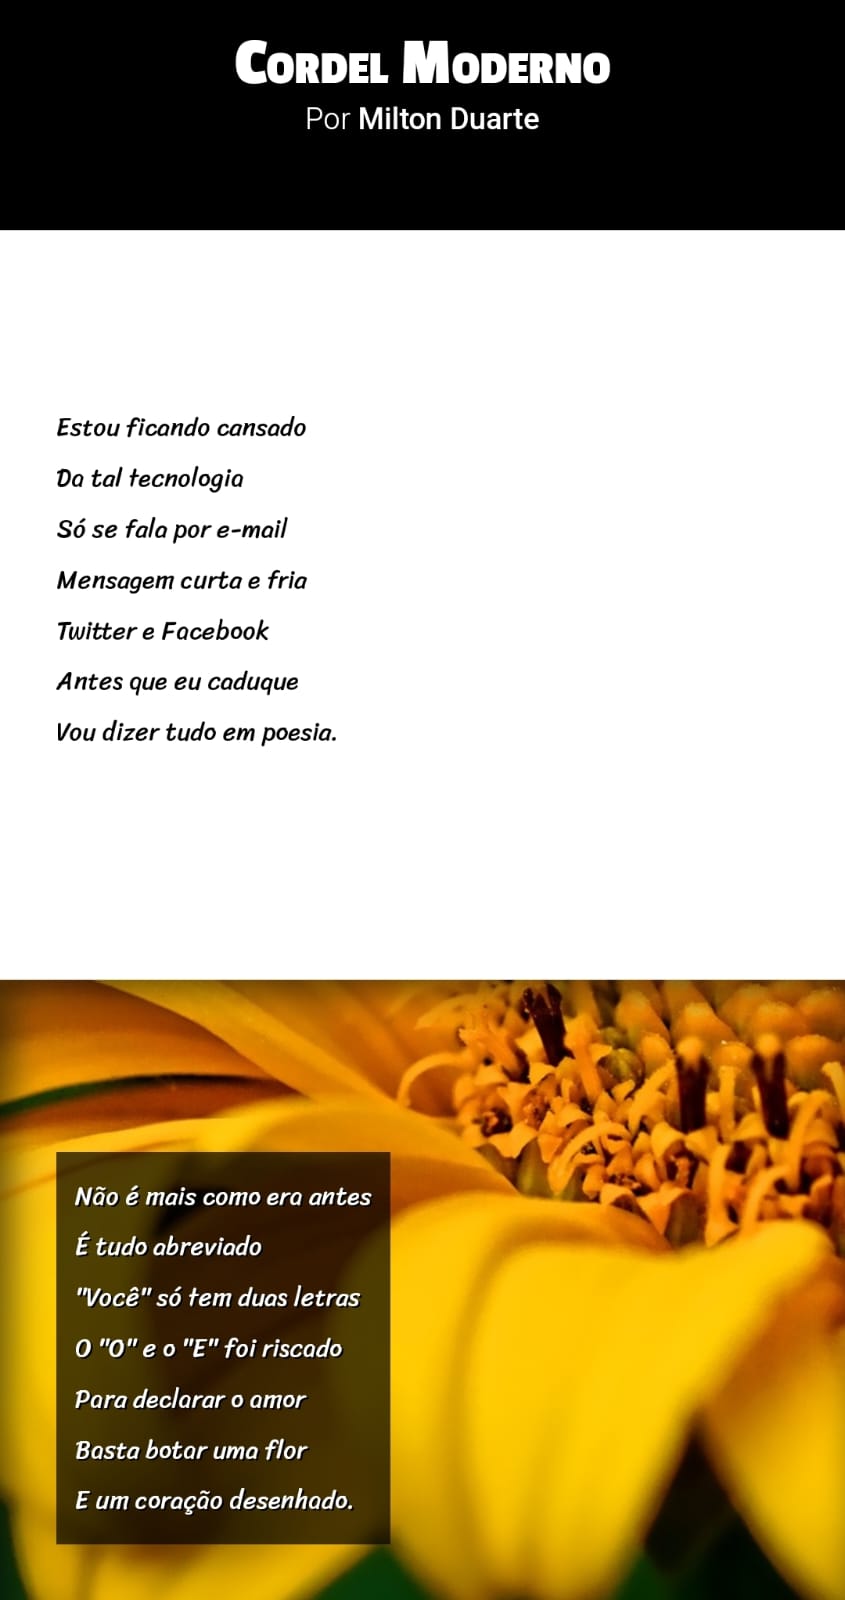 Cordel Moderno
Por Milton Duarte
Estou ficando cansado
Da tal tecnologia
Só se fala por e-mail
Mensagem curta e fria
Twitter e Facebook
Antes que eu caduque
Vou dizer tudo em poesia.
Não é mais como era antes
É tudo abreviado
"Você" só tem duas letras
O "O" e o "E" foi riscado
Para declarar o amor
Basta botar uma flor
E um coração desenhado.